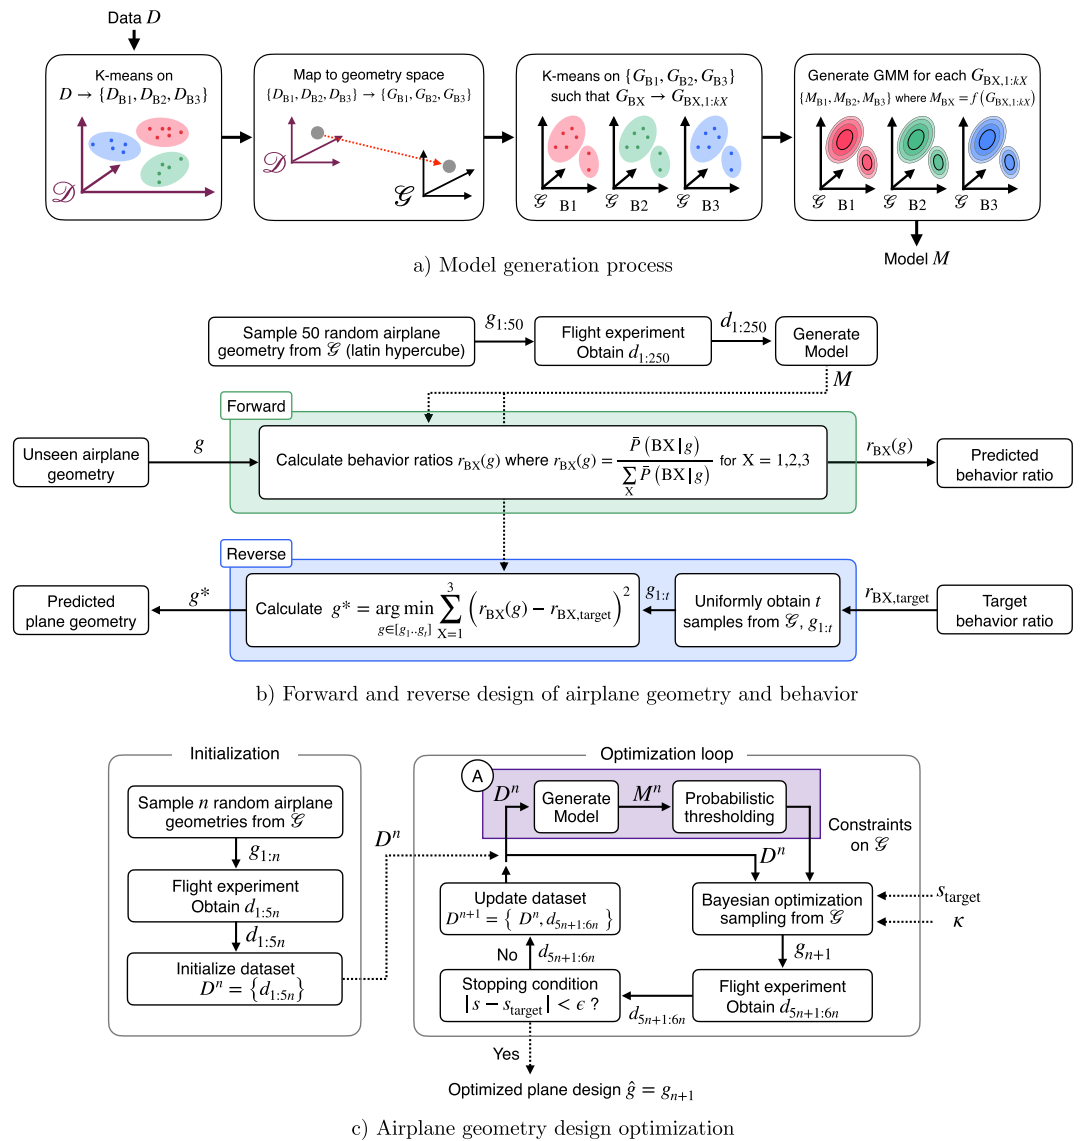 Data D
K-means on
D → {D_B1, D_B2, D_B3}
𝒟
Map to geometry space
{D_B1, D_B2, D_B3} → {G_B1, G_B2, G_B3}
𝒟
𝒢
K-means on {G_B1, G_B2, G_B3}
such that G_BX → G_BX,1:kX
𝒢 B1 B2 B3
Generate GMM for each G_BX,1:kX
{M_B1, M_B2, M_B3} where M_BX = f(G_BX,1:kX)
𝒢 B1 𝒢 B2 𝒢 B3
Model M
a) Model generation process
Sample 50 random airplane
geometry from 𝒢 (latin hypercube)
g_1:50
Flight experiment
Obtain d_1:250
d_1:250
Generate
Model
M
Forward
Unseen airplane
geometry
g
Calculate behavior ratios r_BX(g) where r_BX(g) = P̄(BX|g) / ∑_X P̄(BX|g) for X = 1,2,3
r_BX(g)
Predicted
behavior ratio
Reverse
Predicted
plane geometry
g*
Calculate g* = arg min_{g∈[g_1..g_t]} ∑_{X=1}^{3} (r_BX(g) − r_BX,target)^2
g_1:t
Uniformly obtain t
samples from 𝒢, g_1:t
r_BX,target
Target
behavior ratio
b) Forward and reverse design of airplane geometry and behavior
Initialization
Sample n random airplane
geometries from 𝒢
g_1:n
Flight experiment
Obtain d_1:5n
d_1:5n
Initialize dataset
D^n = {d_1:5n}
D^n
Optimization loop
A
D^n
Generate
Model
M^n
Probabilistic
thresholding
Constraints
on 𝒢
D^n
Update dataset
D^{n+1} = { D^n, d_5n+1:6n }
Bayesian optimization
sampling from 𝒢
s_target
κ
No
d_5n+1:6n
g_n+1
Stopping condition
|s − s_target| < ϵ ?
d_5n+1:6n
Flight experiment
Obtain d_5n+1:6n
Yes
Optimized plane design ĝ = g_n+1
c) Airplane geometry design optimization